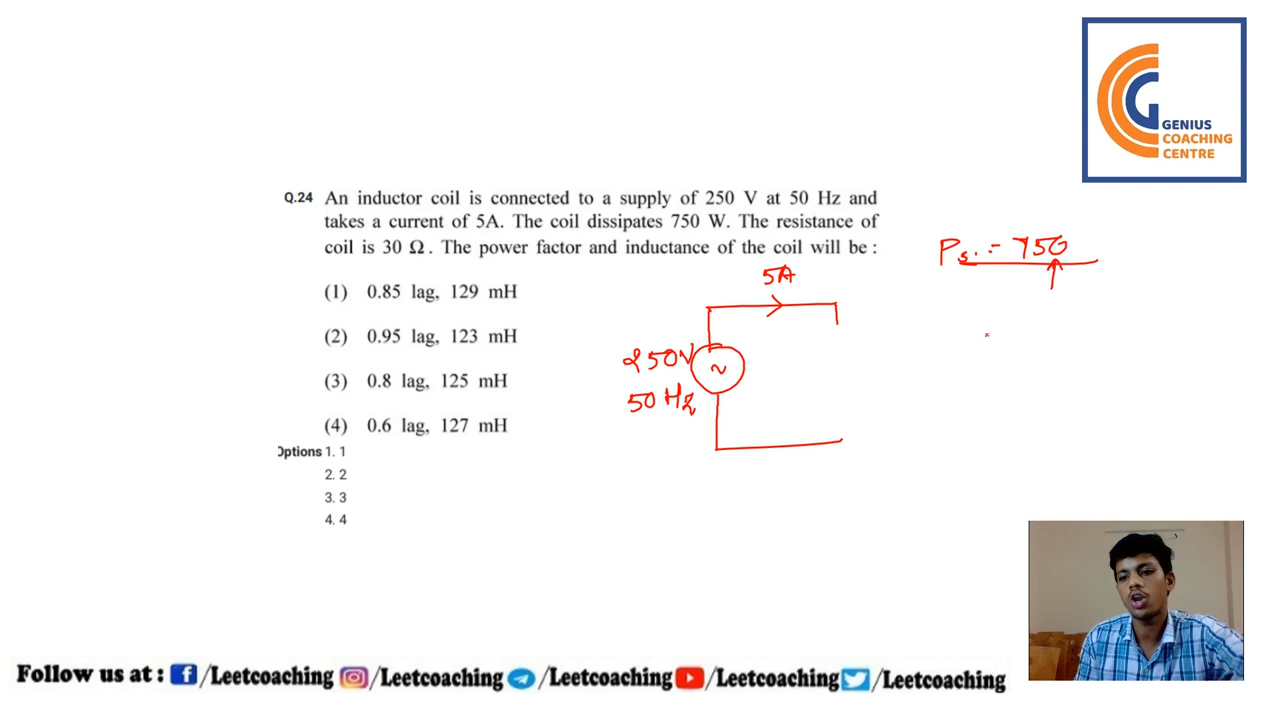 GENIUS
COACHING
CENTRE
Q.24 An inductor coil is connected to a supply of 250 V at 50 Hz and
takes a current of 5A. The coil dissipates 750 W. The resistance of
coil is 30 Ω. The power factor and inductance of the coil will be :
(1) 0.85 lag, 129 mH
(2) 0.95 lag, 123 mH
(3) 0.8 lag, 125 mH
(4) 0.6 lag, 127 mH
Options 1. 1
2. 2
3. 3
4. 4
5A
250V
50 Hz
~
= 750
Follow us at : f /Leetcoaching /Leetcoaching /Leetcoaching /Leetcoaching /Leetcoaching